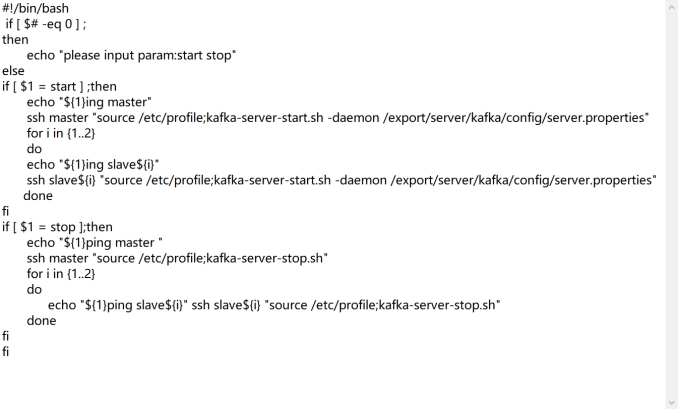 #!/bin/bash
if [ $# -eq 0 ] ;
then
echo "please input param:start stop"
else
if [ $1 = start ] ;then
echo "${1}ing master"
ssh master "source /etc/profile;kafka-server-start.sh -daemon /export/server/kafka/config/server.properties"
for i in {1..2}
do
echo "${1}ing slave${i}"
ssh slave${i} "source /etc/profile;kafka-server-start.sh -daemon /export/server/kafka/config/server.properties"
done
fi
if [ $1 = stop ];then
echo "${1}ping master "
ssh master "source /etc/profile;kafka-server-stop.sh"
for i in {1..2}
do
echo "${1}ping slave${i}" ssh slave${i} "source /etc/profile;kafka-server-stop.sh"
done
fi
fi